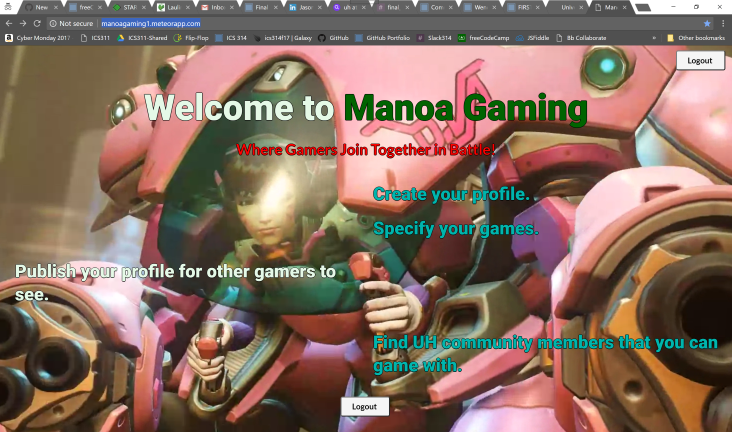 New
freeC
STAF
Laul
Inbo
Final
Jaso
uh a
final
Com
Wee
FIRS
Univ
Man
Not secure
manoagaming1.meteorapp.com
Cyber Monday 2017
ICS311
ICS311-Shared
Flip-Flop
ICS 314
ics314f17 | Galaxy
GitHub
GitHub Portfolio
Slack314
freeCodeCamp
JSFiddle
Bb Collaborate
»
Other bookmarks
Logout
Welcome to Manoa Gaming
Where Gamers Join Together in Battle!
Create your profile.
Specify your games.
Publish your profile for other gamers to
see.
Find UH community members that you can
game with.
Logout